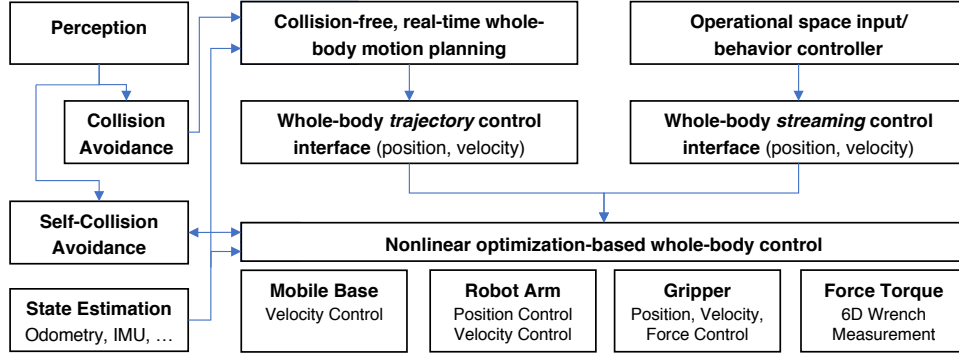 Perception
Collision-free, real-time whole-
body motion planning
Operational space input/
behavior controller
Collision
Avoidance
Whole-body trajectory control
interface (position, velocity)
Whole-body streaming control
interface (position, velocity)
Self-Collision
Avoidance
Nonlinear optimization-based whole-body control
State Estimation
Odometry, IMU, …
Mobile Base
Velocity Control
Robot Arm
Position Control
Velocity Control
Gripper
Position, Velocity,
Force Control
Force Torque
6D Wrench
Measurement